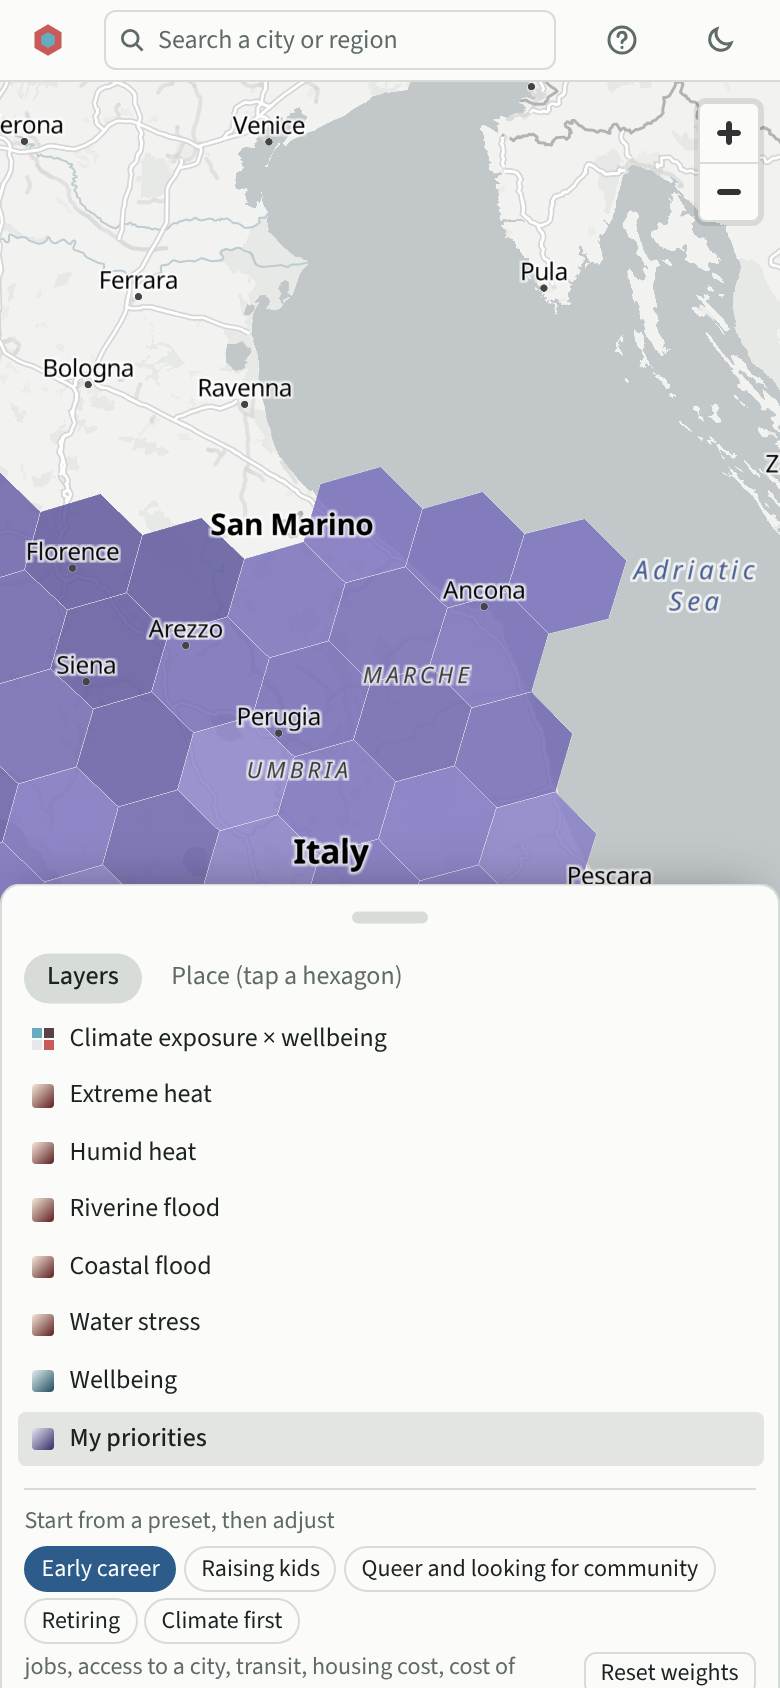 Search a city or region
erona
Venice
Ferrara
Pula
Bologna
Ravenna
Z
San Marino
Florence
Adriatic
Sea
Ancona
Arezzo
Siena
MARCHE
Perugia
UMBRIA
Italy
Pescara
Layers
Place (tap a hexagon)
Climate exposure × wellbeing
Extreme heat
Humid heat
Riverine flood
Coastal flood
Water stress
Wellbeing
My priorities
Start from a preset, then adjust
Early career
Raising kids
Queer and looking for community
Retiring
Climate first
jobs, access to a city, transit, housing cost, cost of
Reset weights